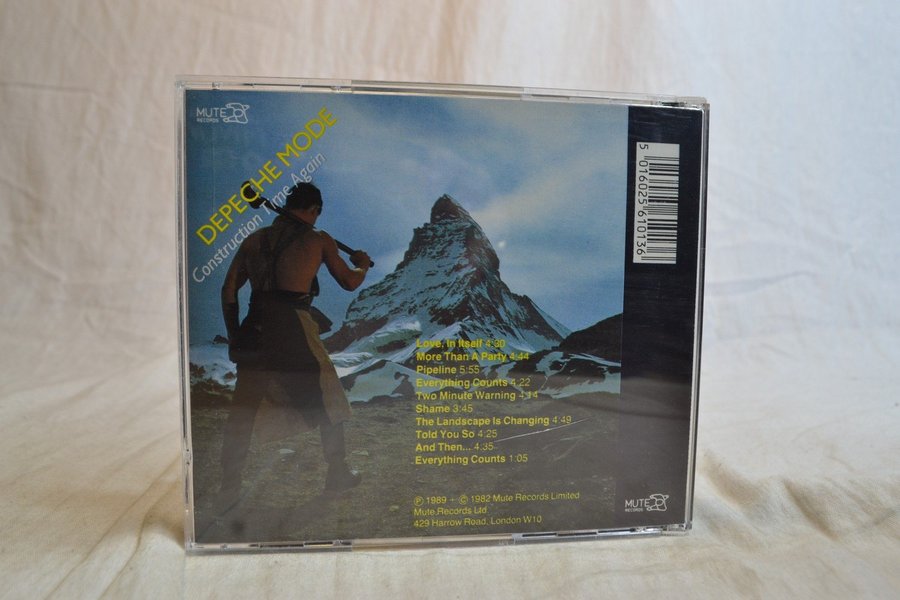 MUTE
RECORDS
DEPECHE MODE
Construction Time Again
5 016025 610136
Love, In Itself 4:30
More Than A Party 4:44
Pipeline 5:55
Everything Counts 4:22
Two Minute Warning 4:14
Shame 3:45
The Landscape Is Changing 4:49
Told You So 4:25
And Then... 4:35
Everything Counts 1:05
℗ 1989 + © 1982 Mute Records Limited
Mute Records Ltd
429 Harrow Road, London W10
MUTE
RECORDS